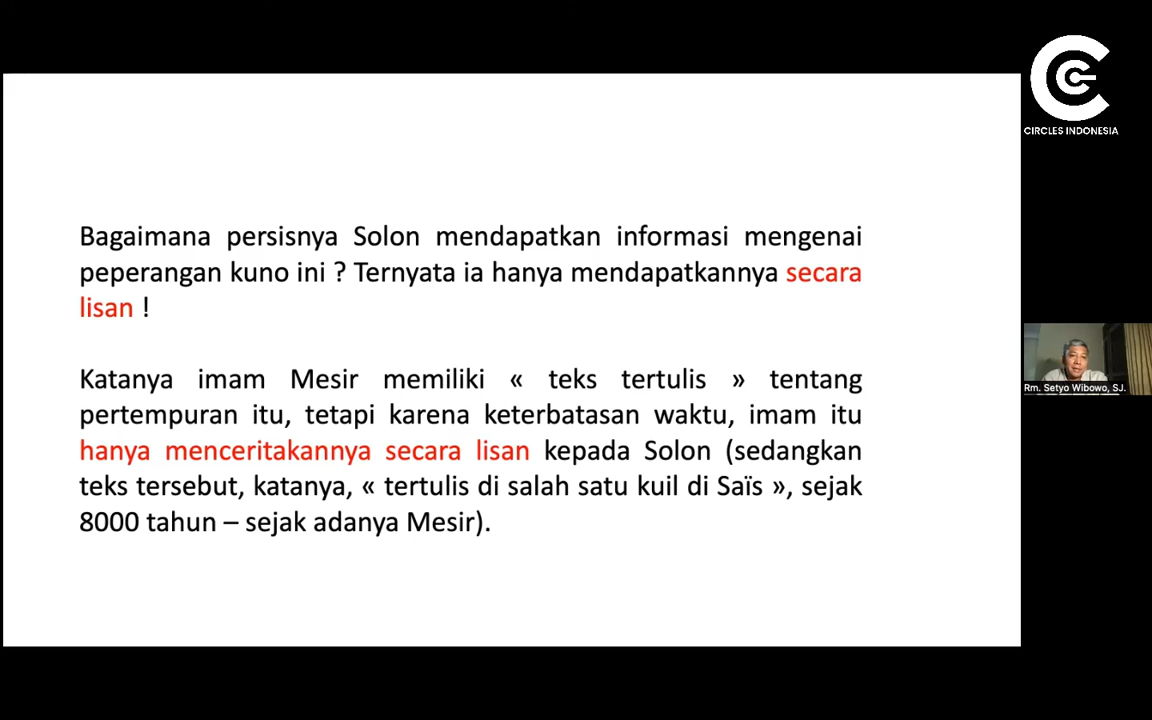 CIRCLES INDONESIA
Bagaimana persisnya Solon mendapatkan informasi mengenai
peperangan kuno ini ? Ternyata ia hanya mendapatkannya secara
lisan !
Katanya imam Mesir memiliki « teks tertulis » tentang
pertempuran itu, tetapi karena keterbatasan waktu, imam itu
hanya menceritakannya secara lisan kepada Solon (sedangkan
teks tersebut, katanya, « tertulis di salah satu kuil di Saïs », sejak
8000 tahun – sejak adanya Mesir).
Rm. Setyo Wibowo, SJ.